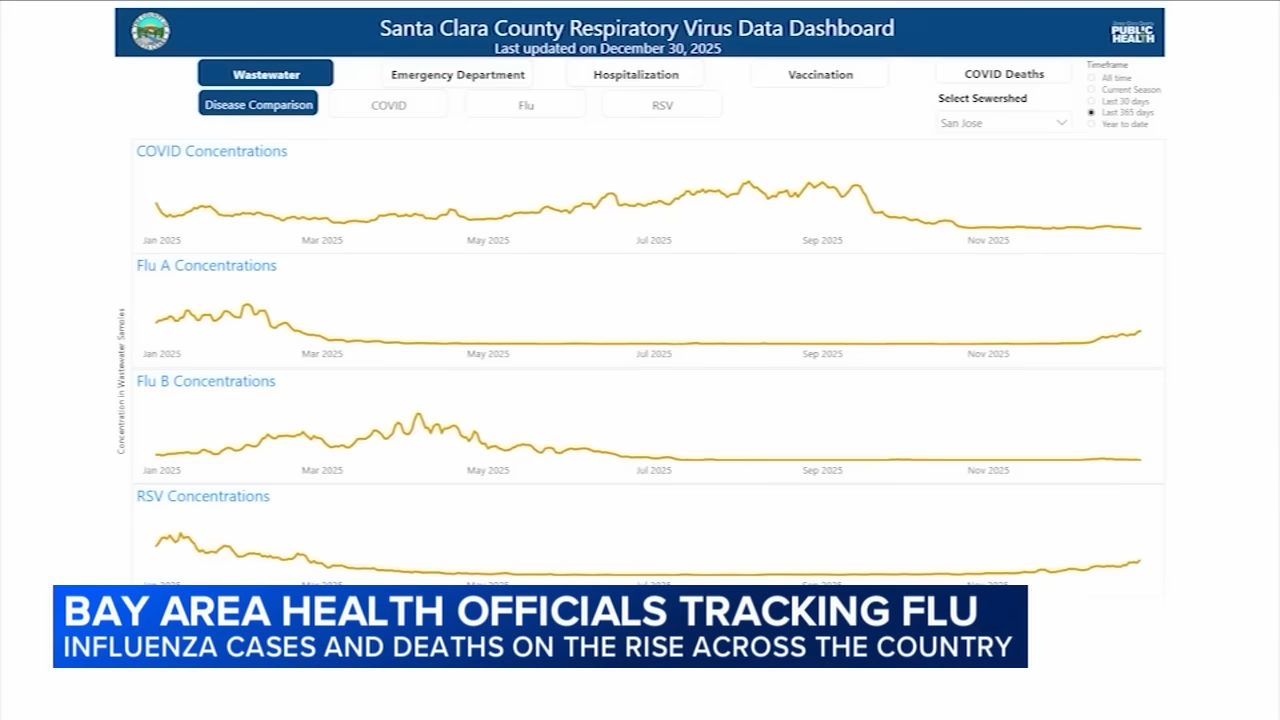 Santa Clara County Respiratory Virus Data Dashboard
Last updated on December 30, 2025
PUBLIC
HEALTH
Wastewater
Emergency Department
Hospitalization
Vaccination
COVID Deaths
Timeframe
All time
Current Season
Last 30 days
Last 365 days
Year to date
Disease Comparison
COVID
Flu
RSV
Select Sewershed
San Jose
Concentration in Wastewater Samples
COVID Concentrations
Jan 2025 Mar 2025 May 2025 Jul 2025 Sep 2025 Nov 2025
Flu A Concentrations
Jan 2025 Mar 2025 May 2025 Jul 2025 Sep 2025 Nov 2025
Flu B Concentrations
Jan 2025 Mar 2025 May 2025 Jul 2025 Sep 2025 Nov 2025
RSV Concentrations
BAY AREA HEALTH OFFICIALS TRACKING FLU
INFLUENZA CASES AND DEATHS ON THE RISE ACROSS THE COUNTRY